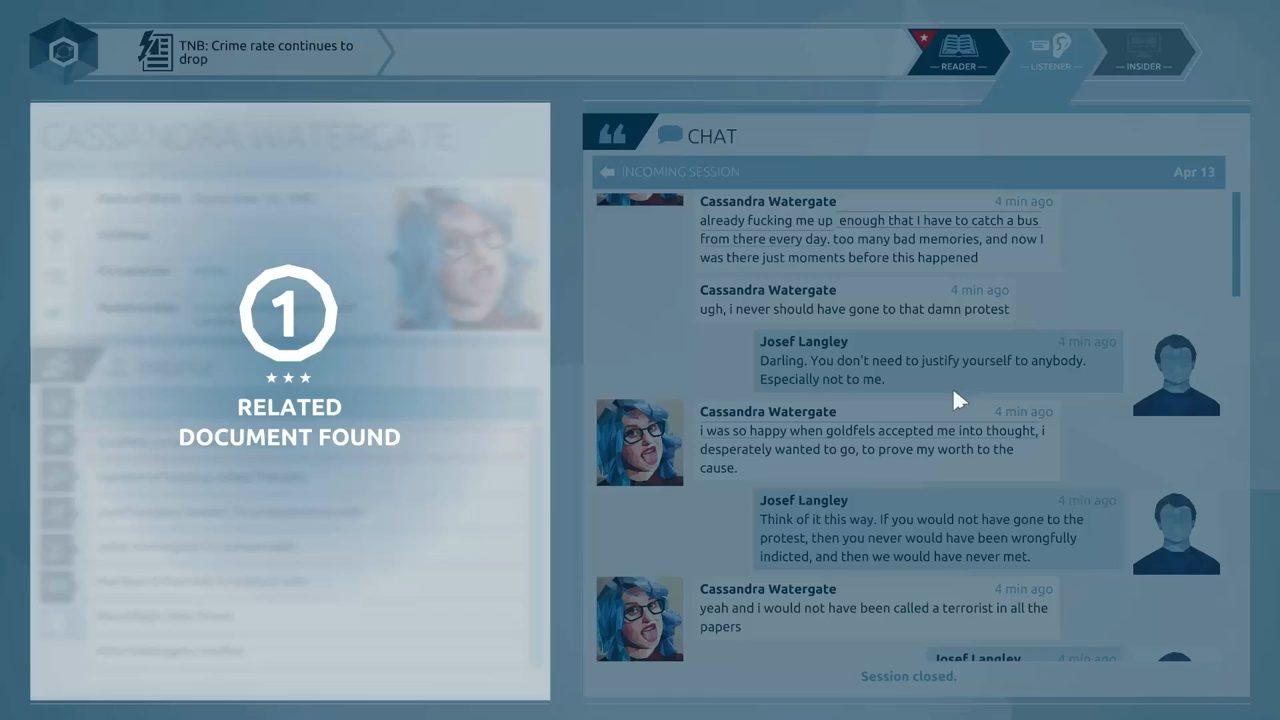 TNB: Crime rate continues to
drop
— READER —
— LISTENER —
— INSIDER —
CASSANDRA WATERGATE
1
RELATED
DOCUMENT FOUND
CHAT
INCOMING SESSION
Apr 13
Cassandra Watergate 4 min ago
already fucking me up enough that I have to catch a bus
from there every day. too many bad memories, and now I
was there just moments before this happened
Cassandra Watergate 4 min ago
ugh, i never should have gone to that damn protest
Josef Langley 4 min ago
Darling. You don't need to justify yourself to anybody.
Especially not to me.
Cassandra Watergate 4 min ago
i was so happy when goldfels accepted me into thought, i
desperately wanted to go, to prove my worth to the
cause.
Josef Langley 4 min ago
Think of it this way. If you would not have gone to the
protest, then you never would have been wrongfully
indicted, and then we would have never met.
Cassandra Watergate 4 min ago
yeah and i would not have been called a terrorist in all the
papers
Josef Langley 4 min ago
Session closed.